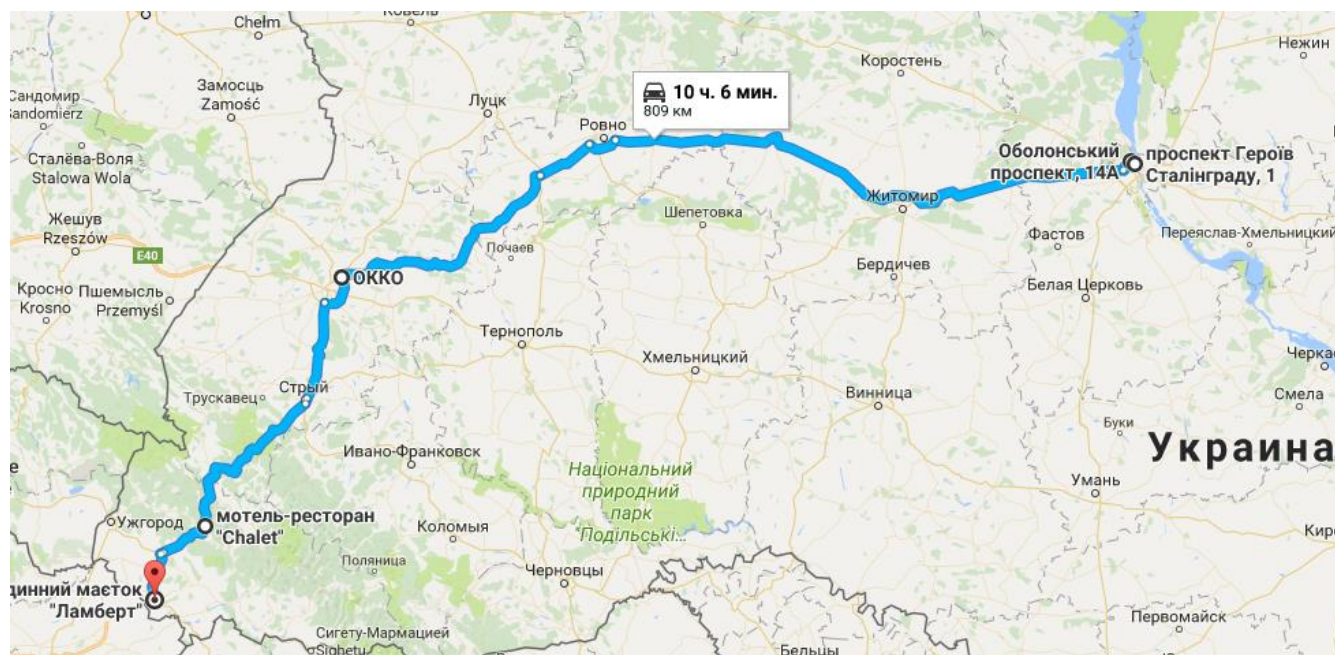 Chełm
Ковель
Нежин
Коростень
Замосць
Zamość
Луцк
10 ч. 6 мин.
809 км
Сандомир
Sandomierz
Ровно
Сталёва-Воля
Stalowa Wola
Оболонський
проспект, 14А
проспект Героїв
Сталінграду, 1
Житомир
Шепетовка
Жешув
Rzeszów
E40
Почаев
Фастов
Переяслав-Хмельницкий
Бердичев
ОККО
Кросно
Krosno
Пшемысль
Przemyśl
Белая Церковь
Тернополь
Хмельницкий
Черка
Стрый
Трускавец
Винница
Смела
Буки
Украина
Ивано-Франковск
Національний
природний
парк
Подільські...
Умань
мотель-ресторан
"Chalet"
Ужгород
Коломыя
Киро
Поляница
Черновцы
динний маєток
"Ламберт"
Первомайск
Сигету-Мармацией
Бельцы